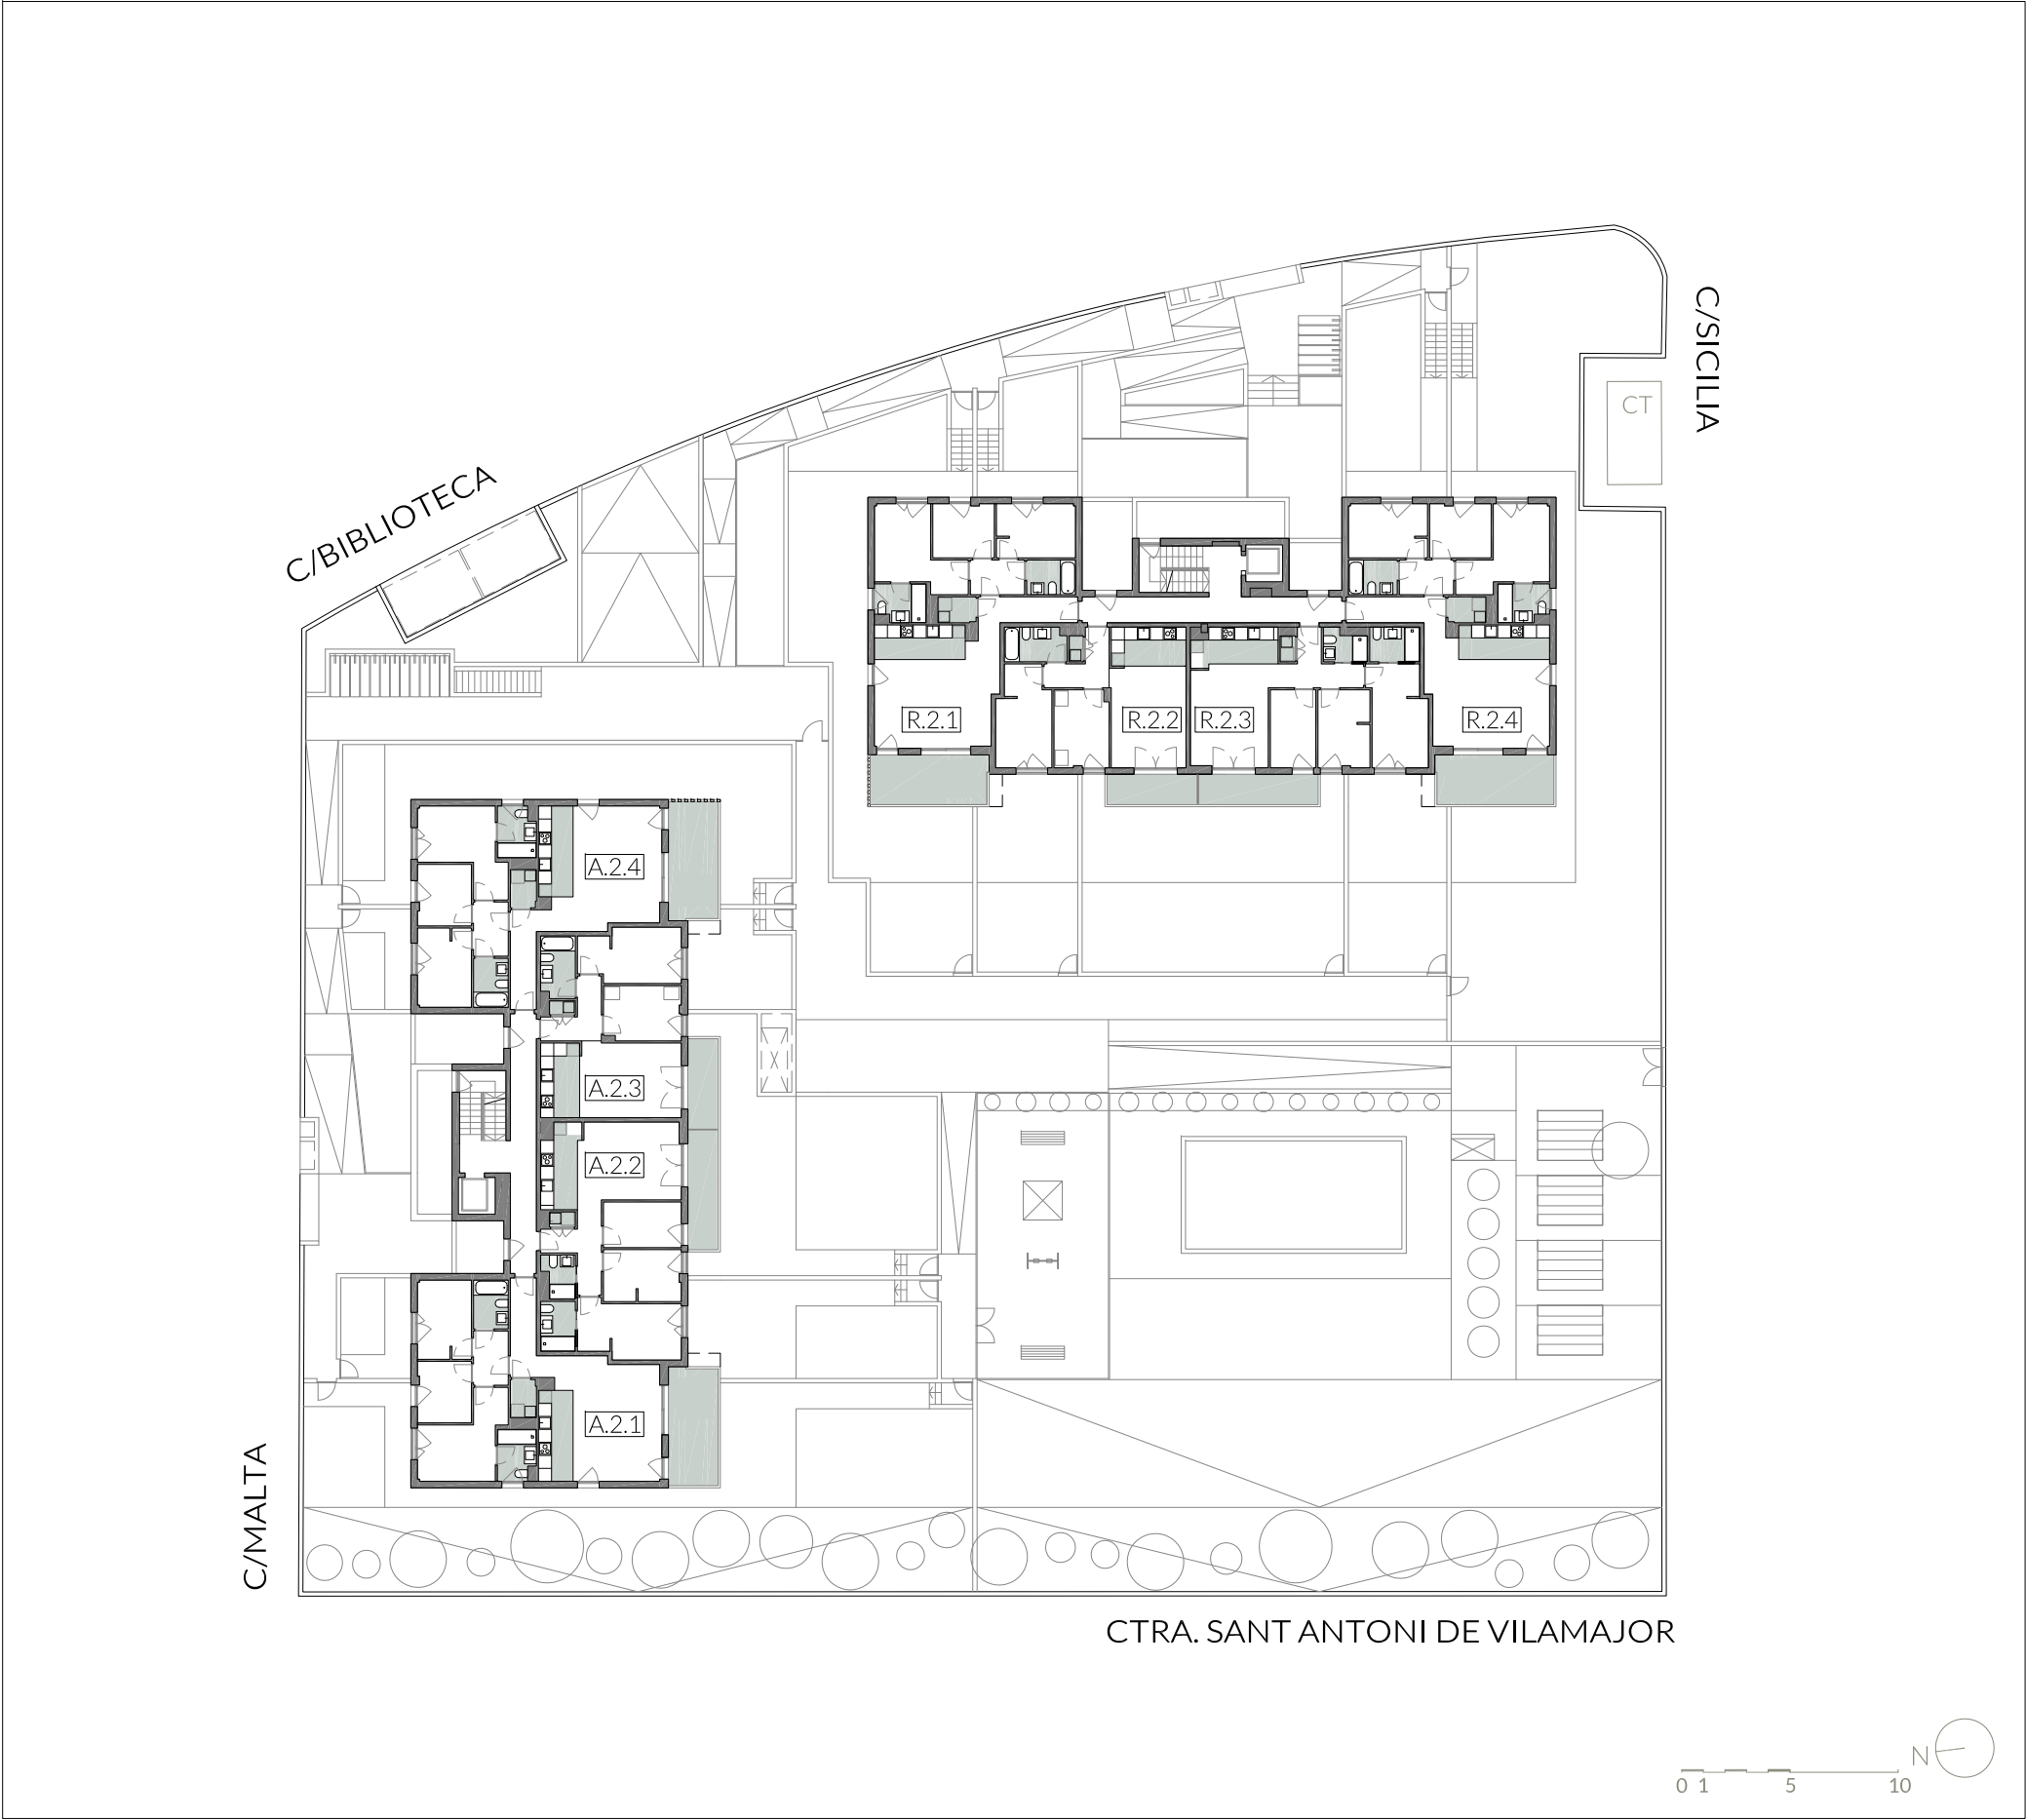 C/SICILIA
CT
C/BIBLIOTECA
R.2.1
R.2.2
R.2.3
R.2.4
A.2.4
A.2.3
A.2.2
A.2.1
C/MALTA
CTRA. SANT ANTONI DE VILAMAJOR
N
0 1 5 10